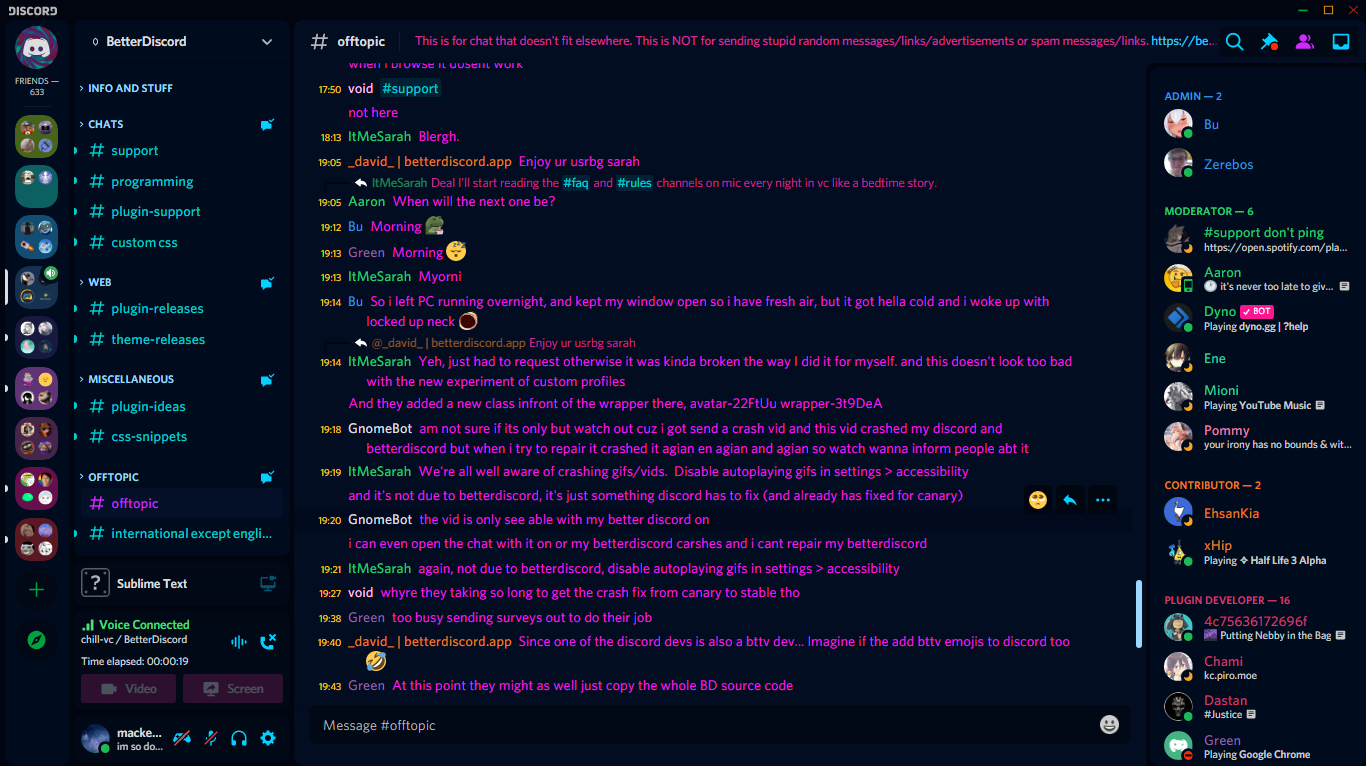 DISCORD
FRIENDS —
633
BetterDiscord
INFO AND STUFF
CHATS
# support
# programming
# plugin-support
# custom css
WEB
# plugin-releases
# theme-releases
MISCELLANEOUS
# plugin-ideas
# css-snippets
OFFTOPIC
# offtopic
# international except engli...
? Sublime Text
Voice Connected
chill-vc / BetterDiscord
Time elapsed: 00:00:19
Video Screen
macke...
im so do...
# offtopic This is for chat that doesn't fit elsewhere. This is NOT for sending stupid random messages/links/advertisements or spam messages/links. https://be...
when i browse it dosent work
17:50 void #support
not here
18:13 ItMeSarah Blergh.
19:05 _david_ | betterdiscord.app Enjoy ur usrbg sarah
ItMeSarah Deal I'll start reading the #faq and #rules channels on mic every night in vc like a bedtime story.
19:05 Aaron When will the next one be?
19:12 Bu Morning
19:13 Green Morning 😴
19:13 ItMeSarah Myorni
19:14 Bu So i left PC running overnight, and kept my window open so i have fresh air, but it got hella cold and i woke up with
locked up neck
@_david_ | betterdiscord.app Enjoy ur usrbg sarah
19:14 ItMeSarah Yeh, just had to request otherwise it was kinda broken the way I did it for myself. and this doesn't look too bad
with the new experiment of custom profiles
And they added a new class infront of the wrapper there, avatar-22FtUu wrapper-3t9DeA
19:18 GnomeBot am not sure if its only but watch out cuz i got send a crash vid and this vid crashed my discord and
betterdiscord but when i try to repair it crashed it agian en agian and agian so watch wanna inform people abt it
19:19 ItMeSarah We're all well aware of crashing gifs/vids. Disable autoplaying gifs in settings > accessibility
and it's not due to betterdiscord, it's just something discord has to fix (and already has fixed for canary)
19:20 GnomeBot the vid is only see able with my better discord on
i can even open the chat with it on or my betterdiscord carshes and i cant repair my betterdiscord
19:21 ItMeSarah again, not due to betterdiscord, disable autoplaying gifs in settings > accessibility
19:27 void whyre they taking so long to get the crash fix from canary to stable tho
19:38 Green too busy sending surveys out to do their job
19:40 _david_ | betterdiscord.app Since one of the discord devs is also a bttv dev... Imagine if the add bttv emojis to discord too
🤣
19:43 Green At this point they might as well just copy the whole BD source code
Message #offtopic
ADMIN — 2
Bu
Zerebos
MODERATOR — 6
#support don't ping
https://open.spotify.com/pla...
Aaron
it's never too late to giv...
Dyno ✓ BOT
Playing dyno.gg | ?help
Ene
Mioni
Playing YouTube Music
Pommy
your irony has no bounds & wit...
CONTRIBUTOR — 2
EhsanKia
xHip
Playing ✧ Half Life 3 Alpha
PLUGIN DEVELOPER — 16
4c75636172696f
Putting Nebby in the Bag
Chami
kc.piro.moe
Dastan
#Justice
Green
Playing Google Chrome